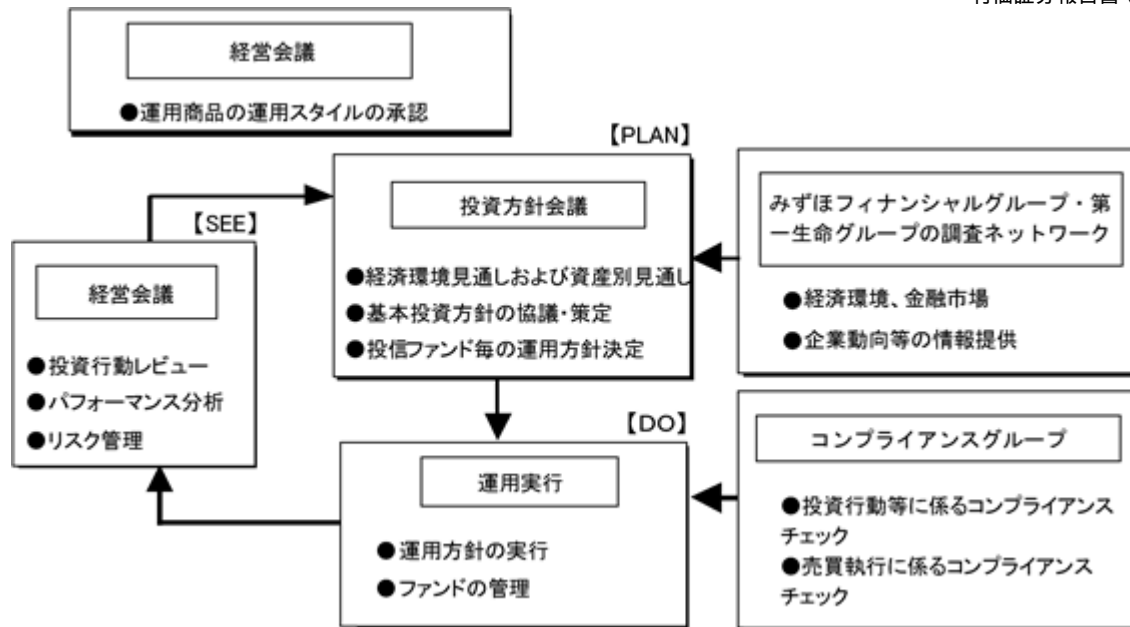 経営会議
●運用商品の運用スタイルの承認
【PLAN】
投資方針会議
●経済環境見通しおよび資産別見通し
●基本投資方針の協議・策定
●投信ファンド毎の運用方針決定
みずほフィナンシャルグループ・第
一生命グループの調査ネットワーク
●経済環境、金融市場
●企業動向等の情報提供
【SEE】
経営会議
●投資行動レビュー
●パフォーマンス分析
●リスク管理
【DO】
運用実行
●運用方針の実行
●ファンドの管理
コンプライアンスグループ
●投資行動等に係るコンプライアンス
チェック
●売買執行に係るコンプライアンス
チェック